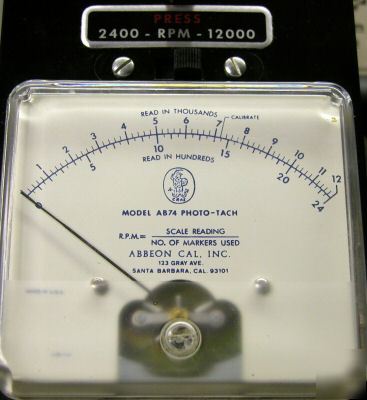 PRESS
2400 - RPM - 12000
READ IN THOUSANDS
CALIBRATE
1 2 3 4 5 6 7 8 9 10 11 12
0 5 10 15 20 24
READ IN HUNDREDS
MODEL AB74 PHOTO-TACH
R.P.M.= SCALE READING
NO. OF MARKERS USED
ABBEON CAL, INC.
123 GRAY AVE.
SANTA BARBARA, CAL. 93101